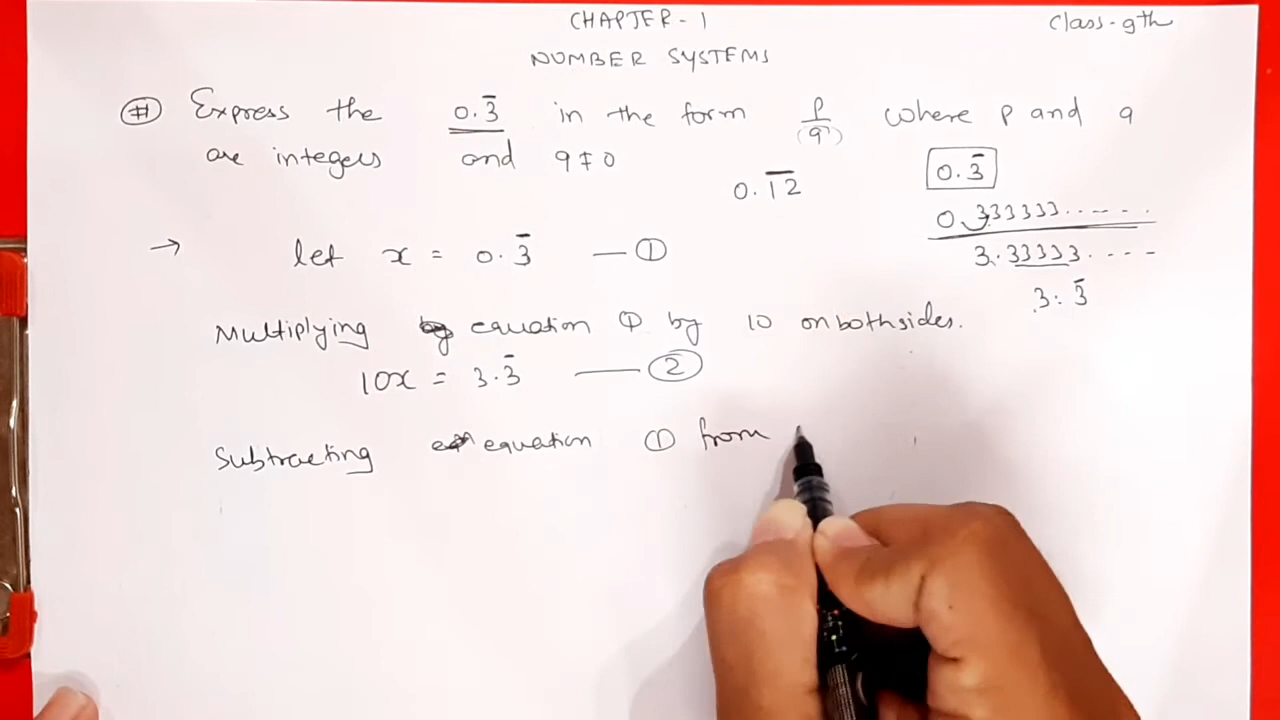 CHAPTER-1
Class-9th
NUMBER SYSTEMS
# Express the 0.3̅ in the form p/q where p and q
are integers and q ≠ 0
0.1̅2̅
0.3̅
0.333333......
3.33333.....
3.3̅
→ let x = 0.3̅ — ①
Multiplying equation ① by 10 on both sides.
10x = 3.3̅ — ②
Subtracting equation ① from